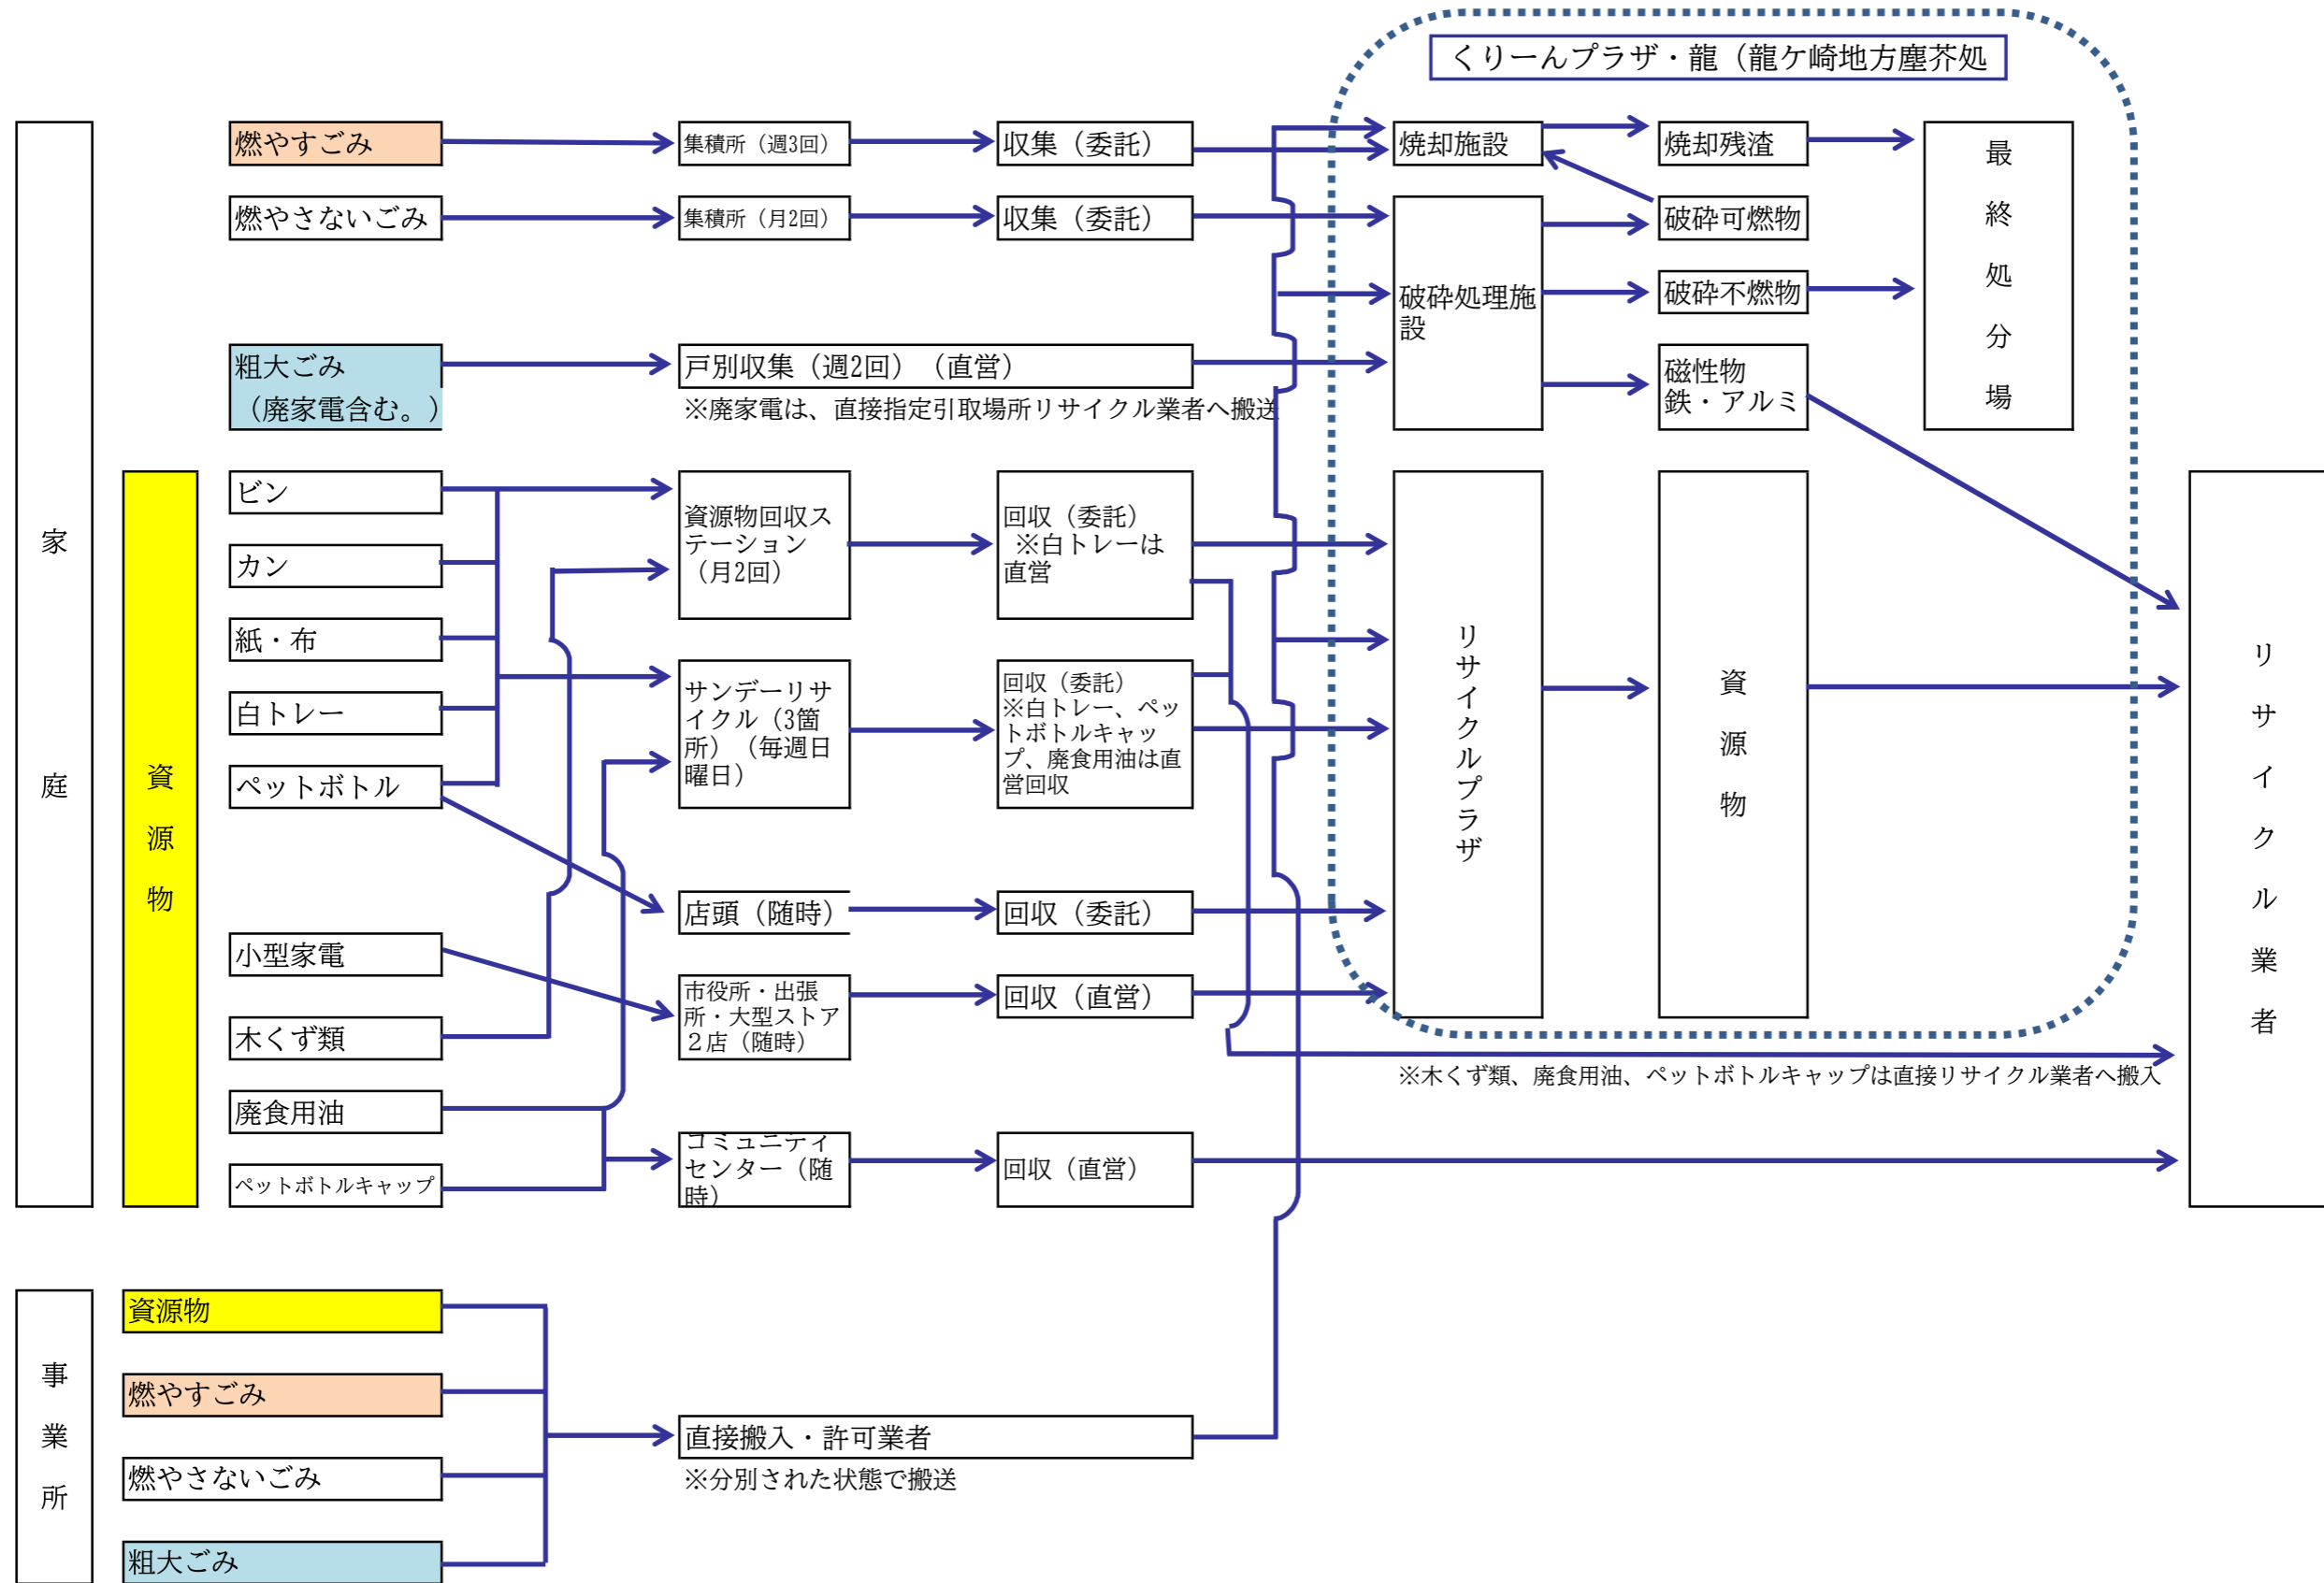 くりーんプラザ・龍（龍ケ崎地方塵芥処
家庭
燃やすごみ
集積所（週3回）
収集（委託）
焼却施設
焼却残渣
最終処分場
燃やさないごみ
集積所（月2回）
収集（委託）
破砕処理施
設
破砕可燃物
破砕不燃物
粗大ごみ
（廃家電含む。）
戸別収集（週2回）（直営）
※廃家電は、直接指定引取場所リサイクル業者へ搬送
磁性物
鉄・アルミ
資源物
ビン
カン
紙・布
白トレー
ペットボトル
小型家電
木くず類
廃食用油
ペットボトルキャップ
資源物回収ス
テーション
（月2回）
回収（委託）
※白トレーは
直営
サンデーリサ
イクル（3箇
所）（毎週日
曜日）
回収（委託）
※白トレー、ペッ
トボトルキャッ
プ、廃食用油は直
営回収
店頭（随時）
回収（委託）
市役所・出張
所・大型ストア
２店（随時）
回収（直営）
コミュニティ
センター（随
時）
回収（直営）
リサイクルプラザ
資源物
リサイクル業者
※木くず類、廃食用油、ペットボトルキャップは直接リサイクル業者へ搬入
事業所
資源物
燃やすごみ
燃やさないごみ
粗大ごみ
直接搬入・許可業者
※分別された状態で搬送